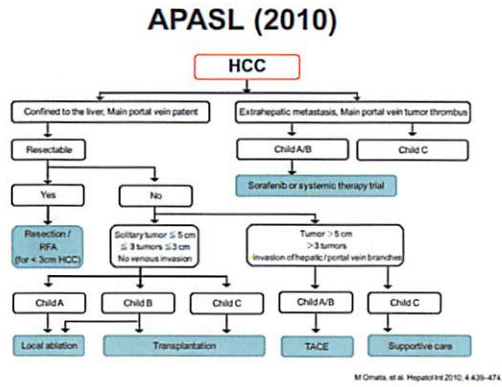 APASL (2010)
HCC
Confined to the liver, Main portal vein patent
Extrahepatic metastasis, Main portal vein tumor thrombus
Resectable
Child A/B
Child C
Sorafenib or systemic therapy trial
Yes
No
Resection /
RFA
(for < 3cm HCC)
Solitary tumor ≦ 5 cm
≦ 3 tumors ≦ 3 cm
No venous invasion
Tumor > 5 cm
> 3 tumors
Invasion of hepatic / portal vein branches
Child A
Child B
Child C
Child A/B
Child C
Local ablation
Transplantation
TACE
Supportive care
M Omata, et al. Hepatol Int 2010; 4:439–474